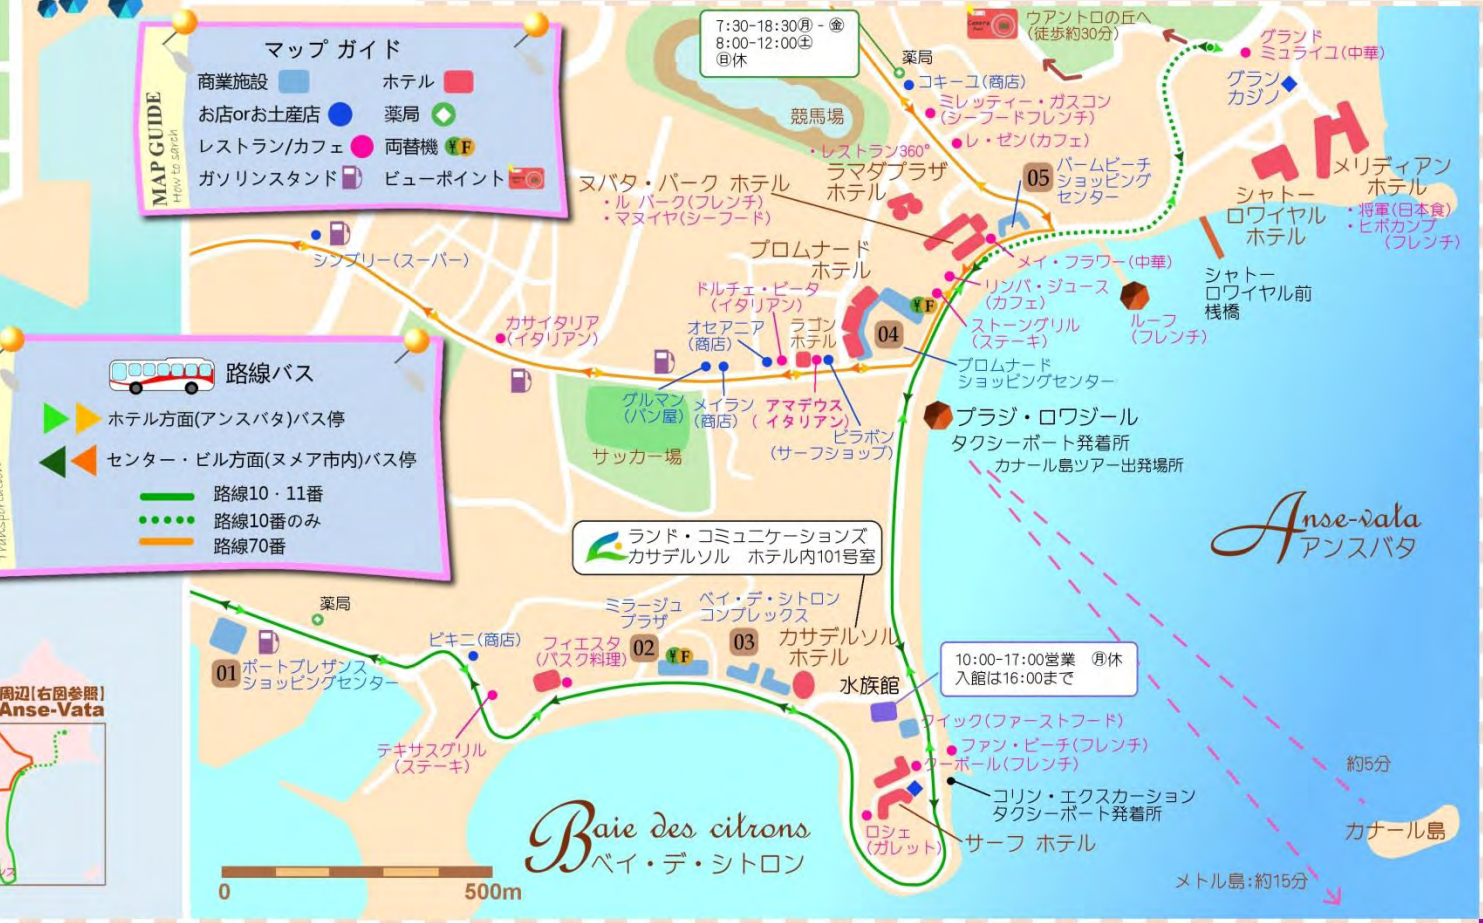 マップ ガイド
商業施設
ホテル
お店orお土産店
薬局
レストラン/カフェ
両替機
¥F
ガソリンスタンド
ビューポイント
MAP GUIDE
路線バス
ホテル方面(アンスバタ)バス停
センター・ビル方面(ヌメア市内)バス停
路線10・11番
路線10番のみ
路線70番
周辺[右図参照]
Anse-Vata
7:30-18:30㊊ - ㊎
8:00-12:00㊏
㊐休
薬局
コキーユ(商店)
ミレッティー・ガスコン
(シーフードフレンチ)
レ・ゼン(カフェ)
競馬場
・レストラン360°
ラマダプラザ
ホテル
ヌバタ・パーク ホテル
・ル パーク(フレンチ)
・マヌイヤ(シーフード)
05
パームビーチ
ショッピング
センター
ウアントロの丘へ
(徒歩約30分)
グランド
ミュライユ(中華)
グラン
カジノ
メリディアン
ホテル
・将軍(日本食)
・ヒポカンプ
(フレンチ)
シャトー
ロワイヤル
ホテル
シャトー
ロワイヤル前
桟橋
ルーフ
(フレンチ)
メイ・フラワー(中華)
リンバ・ジュース
(カフェ)
ストーングリル
(ステーキ)
プロムナード
ショッピングセンター
プロムナード
ホテル
¥F
04
ドルチェ・ビータ
(イタリアン)
ラゴン
ホテル
オセアニア
(商店)
シンプリー(スーパー)
カサイタリア
(イタリアン)
グルマン
(パン屋)
メイラン
(商店)
アマデウス
(イタリアン)
ビラボン
(サーフショップ)
サッカー場
プラジ・ロワジール
タクシーボート発着所
カナール島ツアー出発場所
Anse-vata
アンスバタ
ランド・コミュニケーションズ
カサデルソル ホテル内101号室
薬局
01
ポートプレザンス
ショッピングセンター
ビキニ(商店)
テキサスグリル
(ステーキ)
フィエスタ
(バスク料理)
ミラージュ
プラザ
02
¥F
ベイ・デ・シトロン
コンプレックス
03
カサデルソル
ホテル
水族館
10:00-17:00営業 ㊊休
入館は16:00まで
クイック(ファーストフード)
ファン・ビーチ(フレンチ)
クーポール(フレンチ)
コリン・エクスカーション
タクシーボート発着所
サーフ ホテル
ロシェ
(ガレット)
Baie des citrons
ベイ・デ・シトロン
0
500m
約5分
カナール島
メトル島:約15分